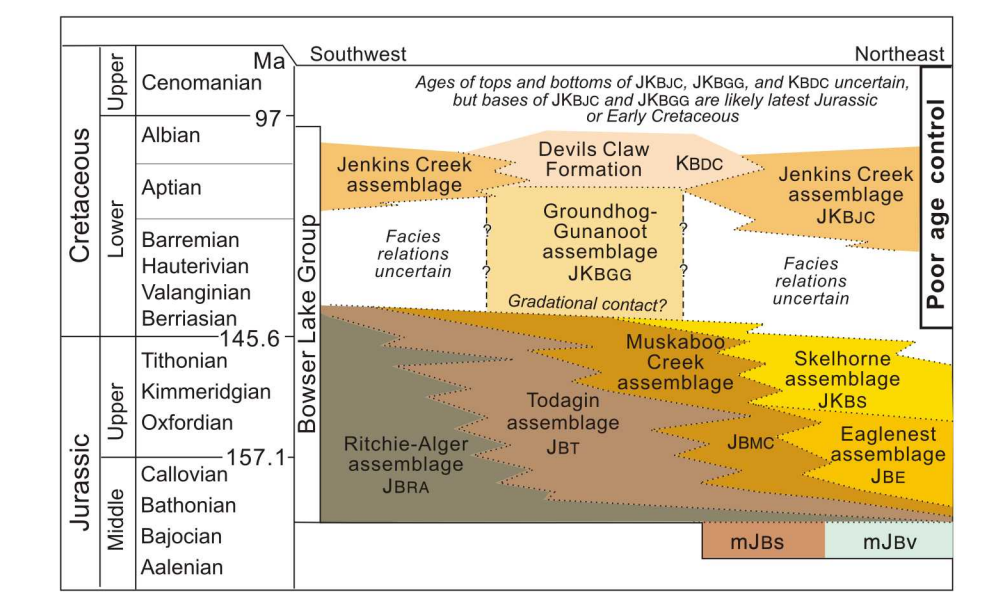 Southwest
Northeast
Ma
Cretaceous
Upper
Cenomanian
97
Lower
Albian
Aptian
Barremian
Hauterivian
Valanginian
Berriasian
145.6
Jurassic
Upper
Tithonian
Kimmeridgian
Oxfordian
157.1
Middle
Callovian
Bathonian
Bajocian
Aalenian
Bowser Lake Group
Ages of tops and bottoms of JKBJC, JKBGG, and KBDC uncertain,
but bases of JKBJC and JKBGG are likely latest Jurassic
or Early Cretaceous
Poor age control
Jenkins Creek
assemblage
Devils Claw
Formation
KBDC
Jenkins Creek
assemblage
JKBJC
Groundhog-
Gunanoot
assemblage
JKBGG
Gradational contact?
?
?
?
?
Facies
relations
uncertain
Facies
relations
uncertain
Muskaboo
Creek
assemblage
JBMC
Skelhorne
assemblage
JKBS
Todagin
assemblage
JBT
Ritchie-Alger
assemblage
JBRA
Eaglenest
assemblage
JBE
mJBs
mJBv